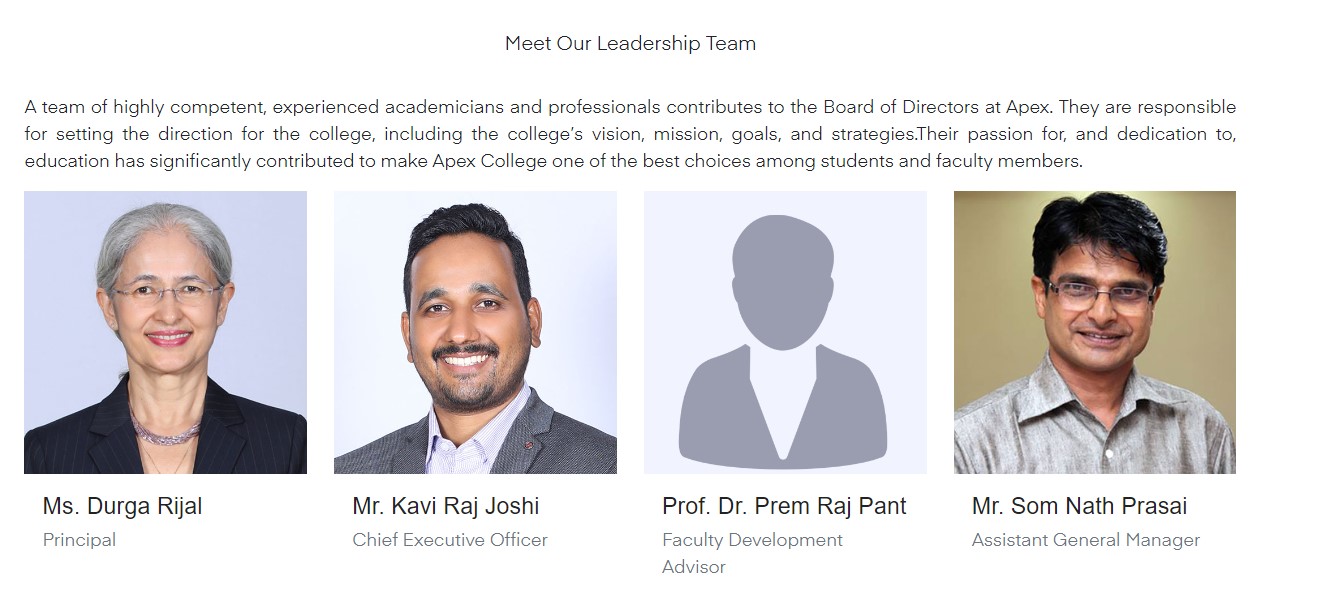 Meet Our Leadership Team
A team of highly competent, experienced academicians and professionals contributes to the Board of Directors at Apex. They are responsible
for setting the direction for the college, including the college's vision, mission, goals, and strategies.Their passion for, and dedication to,
education has significantly contributed to make Apex College one of the best choices among students and faculty members.
Ms. Durga Rijal
Principal
Mr. Kavi Raj Joshi
Chief Executive Officer
Prof. Dr. Prem Raj Pant
Faculty Development
Advisor
Mr. Som Nath Prasai
Assistant General Manager